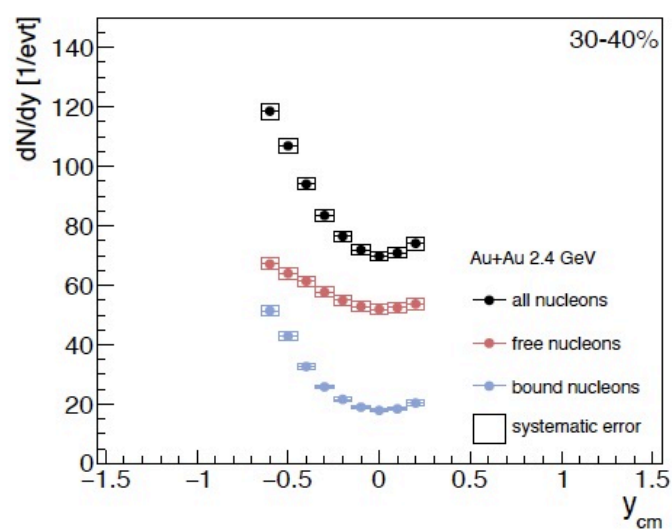 dN/dy [1/evt]
30-40%
140
120
100
80
60
40
20
0
Au+Au 2.4 GeV
all nucleons
free nucleons
bound nucleons
systematic error
−1.5 −1 −0.5 0 0.5 1 1.5
y_cm